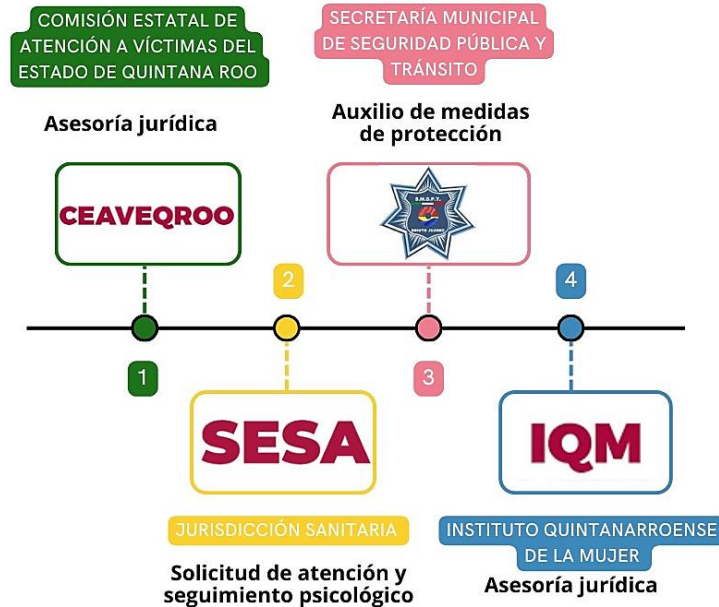 COMISIÓN ESTATAL DE
ATENCIÓN A VÍCTIMAS DEL
ESTADO DE QUINTANA ROO
Asesoría jurídica
CEAVEQROO
1
SECRETARÍA MUNICIPAL
DE SEGURIDAD PÚBLICA Y
TRÁNSITO
Auxilio de medidas
de protección
S.M.S.P.T.
BENITO JUÁREZ
3
2
SESA
JURISDICCIÓN SANITARIA
Solicitud de atención y
seguimiento psicológico
4
IQM
INSTITUTO QUINTANARROENSE
DE LA MUJER
Asesoría jurídica